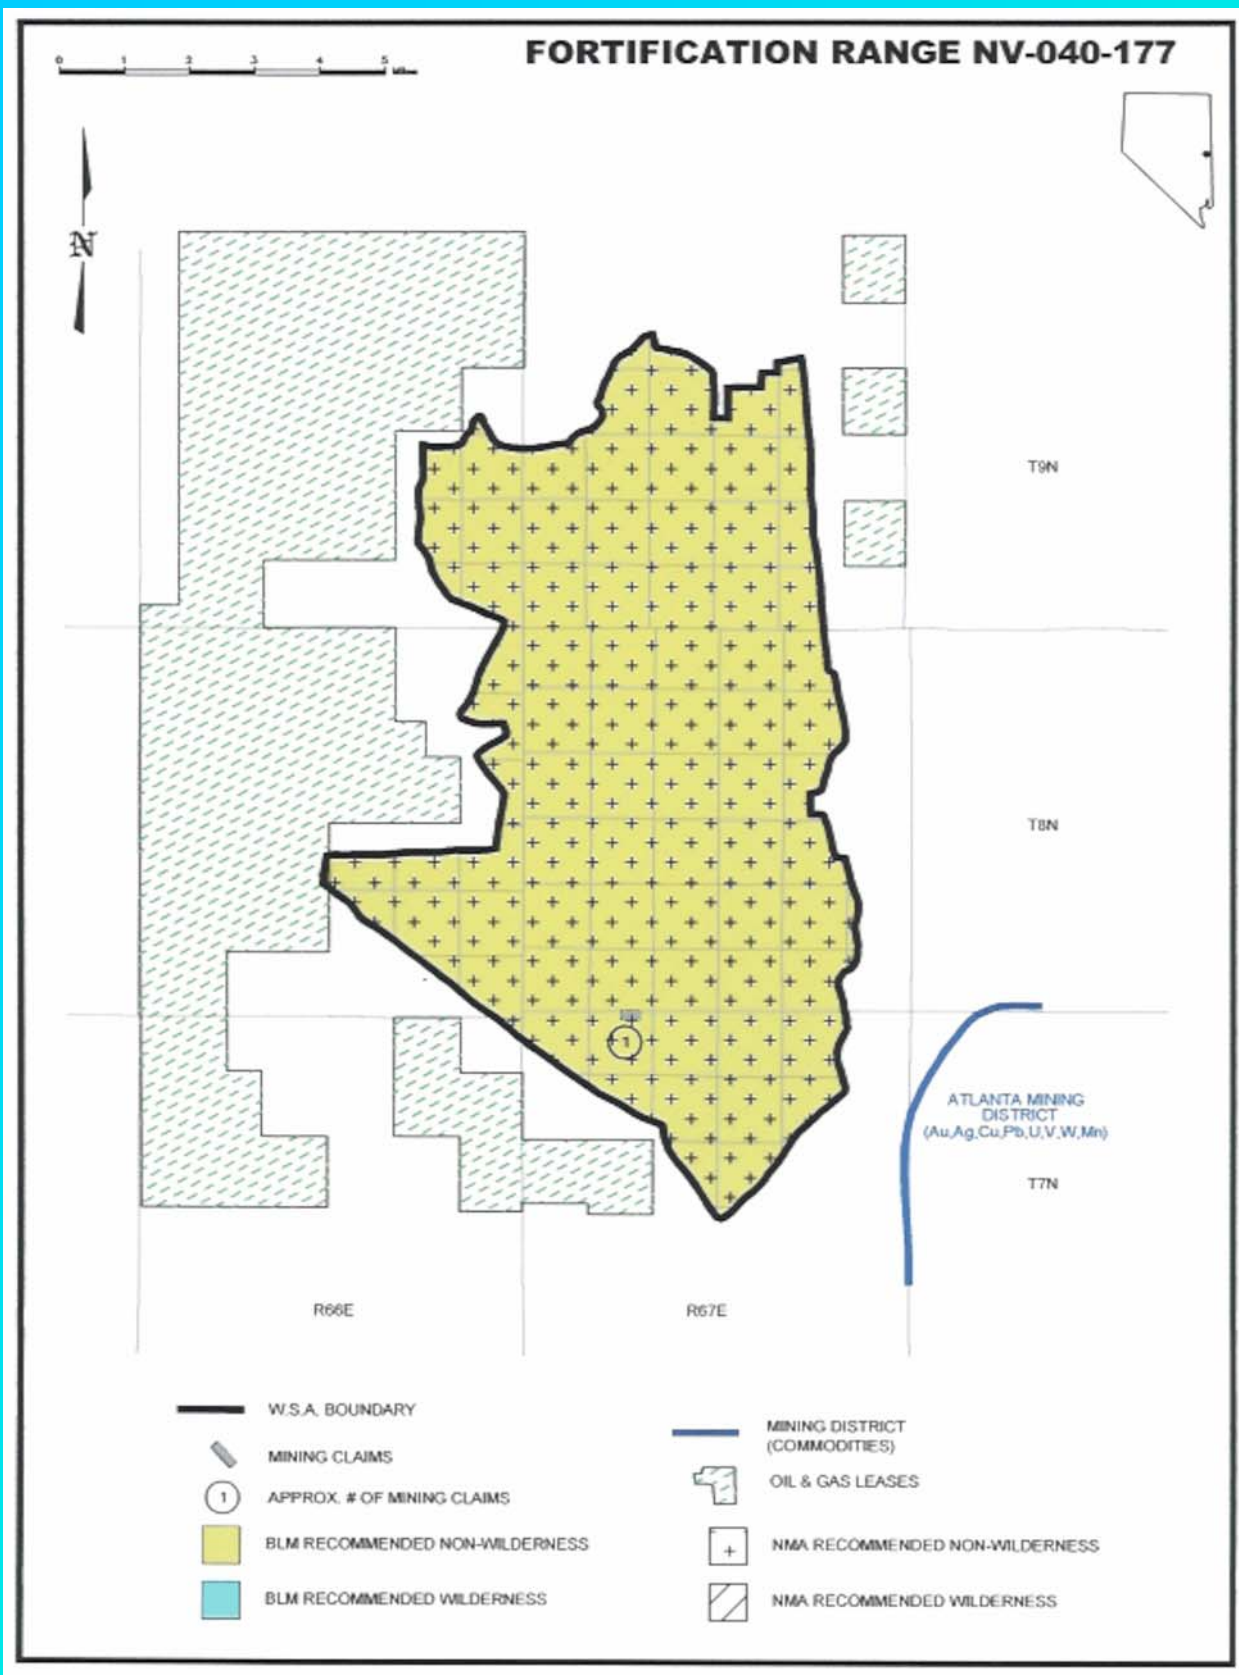 FORTIFICATION RANGE NV-040-177
0 1 2 3 4 5
N
T9N
T8N
1
ATLANTA MINING
DISTRICT
(Au,Ag,Cu,Pb,U,V,W,Mn)
T7N
R66E R67E
W.S.A. BOUNDARY
MINING CLAIMS
1 APPROX. # OF MINING CLAIMS
BLM RECOMMENDED NON-WILDERNESS
BLM RECOMMENDED WILDERNESS
MINING DISTRICT
(COMMODITIES)
OIL & GAS LEASES
NMA RECOMMENDED NON-WILDERNESS
NMA RECOMMENDED WILDERNESS